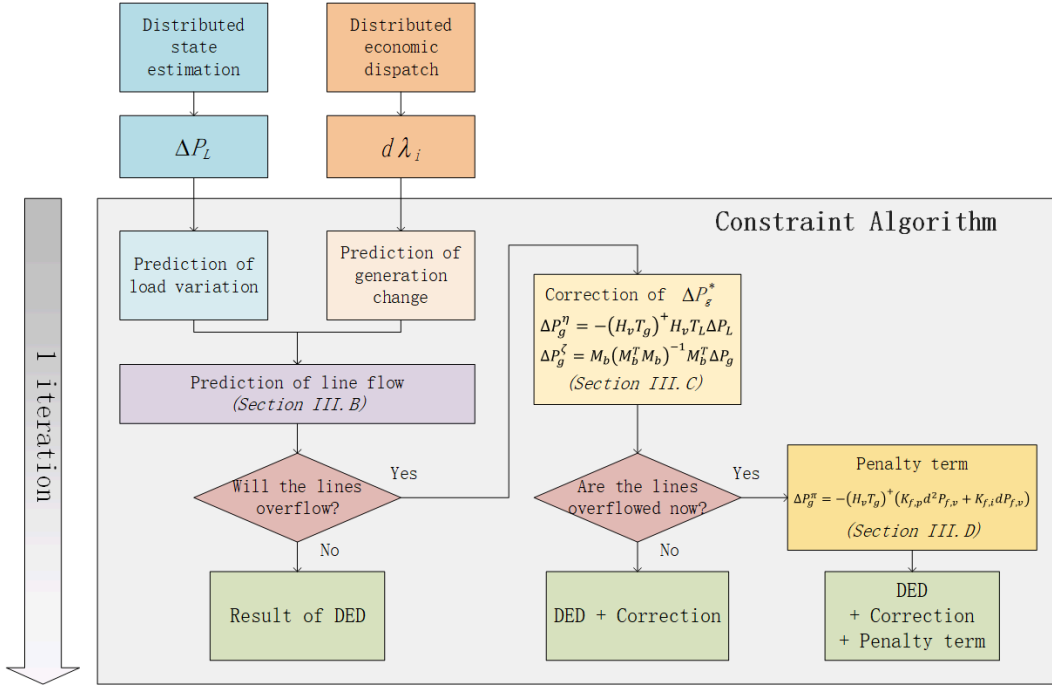 Distributed
state
estimation
Distributed
economic
dispatch
ΔP_L
dλ_i
1 iteration
Constraint Algorithm
Prediction of
load variation
Prediction of
generation
change
Prediction of line flow
(Section III.B)
Will the lines
overflow?
Yes
No
Result of DED
Correction of ΔP_g^*
ΔP_g^η = −(H_v T_g)^+ H_v T_L ΔP_L
ΔP_g^ζ = M_b(M_b^T M_b)^{−1} M_b^T ΔP_g
(Section III.C)
Are the lines
overflowed now?
Yes
No
DED + Correction
Penalty term
ΔP_g^π = −(H_v T_g)^+(K_{f,p} d^2 P_{f,v} + K_{f,i} dP_{f,v})
(Section III.D)
DED
+ Correction
+ Penalty term